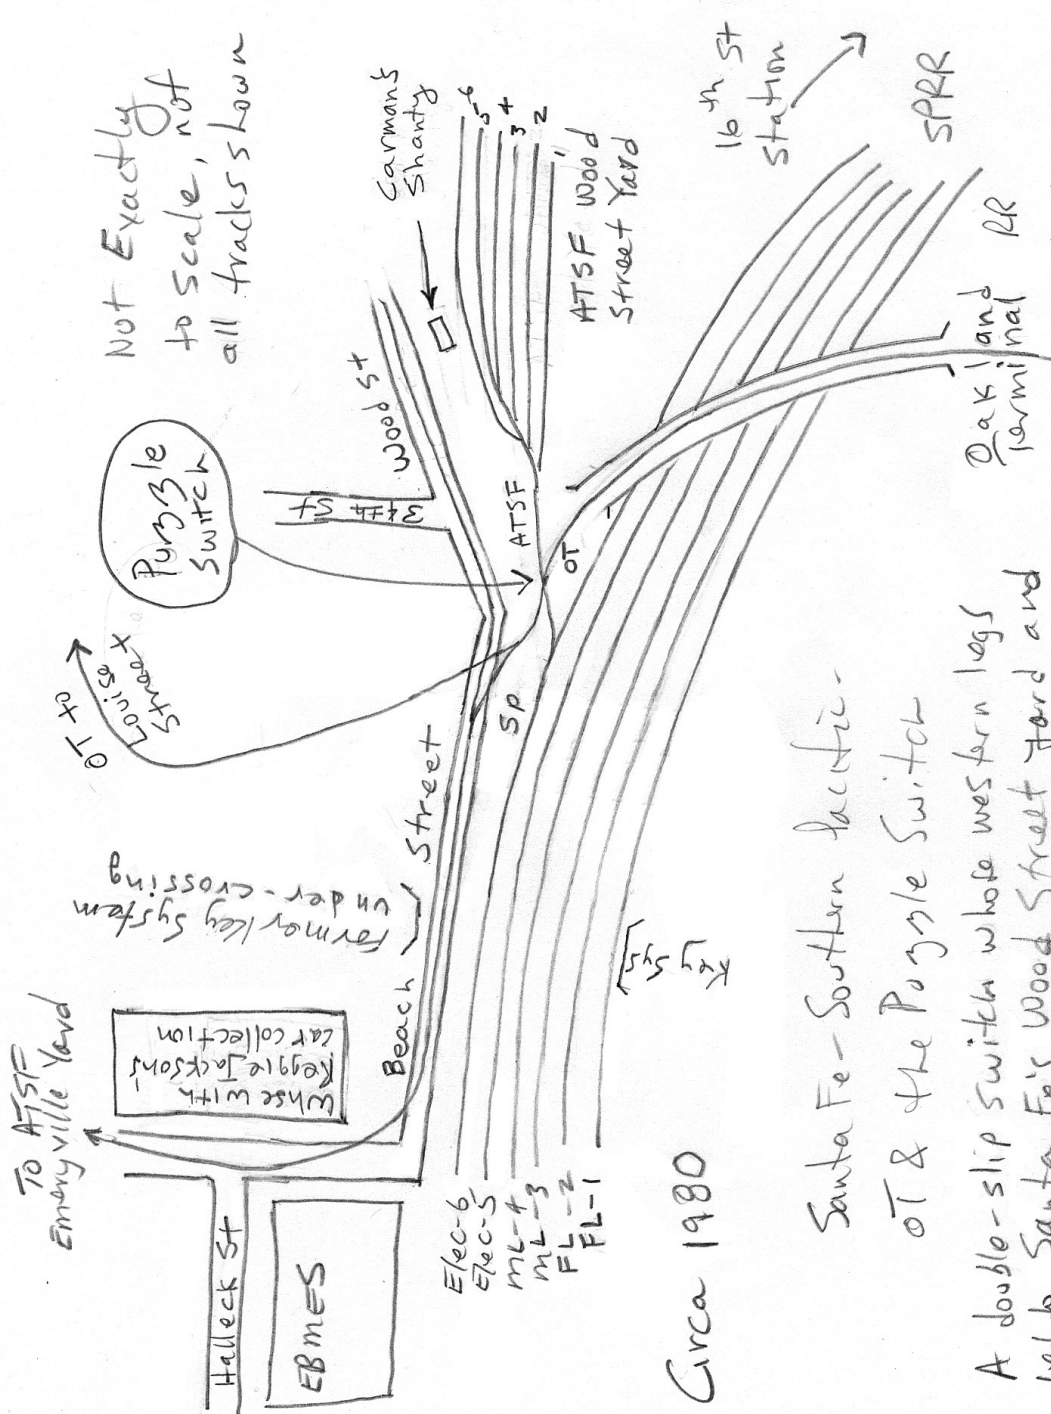 Not Exactly
to scale, not
all tracks shown
Carman's
Shanty
16th St
Station
SPRR
Puzzle
Switch
Wood St
34th
St
6
5
4
3
2
1
ATSF Wood
Street Yard
ATSF
OT
SP
Oakland
Terminal RR
OT to
Louise
Street
Former Key System
under-crossing
Beach Street
To ATSF
Emeryville Yard
Whse with
Reggie Jackson's
car collection
Key Sys
Halleck St
EBMES
Elec-6
Elec-5
ML-4
ML-3
FL-2
FL-1
Circa 1980
Santa Fe - Southern Pacific -
OT & the Puzzle Switch
A double-slip switch whose western legs
led to Santa Fe's Wood Street Yard and